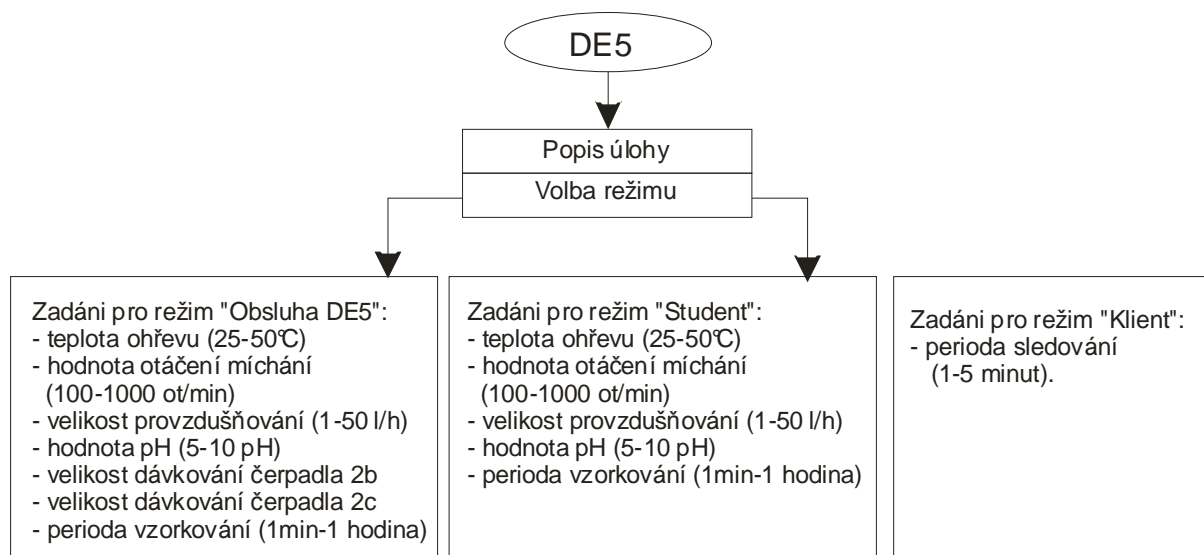 DE5
Popis úlohy
Volba režimu
Zadáni pro režim "Obsluha DE5":
- teplota ohřevu (25-50°C)
- hodnota otáčení míchání
(100-1000 ot/min)
- velikost provzdušňování (1-50 l/h)
- hodnota pH (5-10 pH)
- velikost dávkování čerpadla 2b
- velikost dávkování čerpadla 2c
- perioda vzorkování (1min-1 hodina)
Zadáni pro režim "Student":
- teplota ohřevu (25-50°C)
- hodnota otáčení míchání
(100-1000 ot/min)
- velikost provzdušňování (1-50 l/h)
- hodnota pH (5-10 pH)
- perioda vzorkování (1min-1 hodina)
Zadáni pro režim "Klient":
- perioda sledování
(1-5 minut).